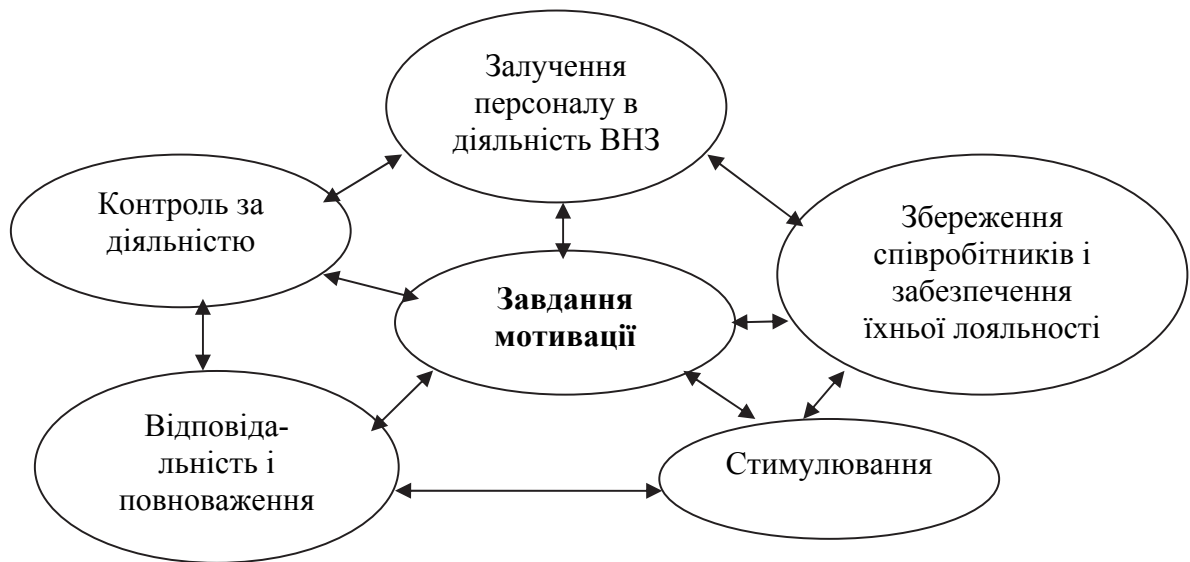 Залучення
персоналу в
діяльність ВНЗ
Контроль за
діяльністю
Збереження
співробітників і
забезпечення
їхньої лояльності
Завдання
мотивації
Відповіда-
льність і
повноваження
Стимулювання